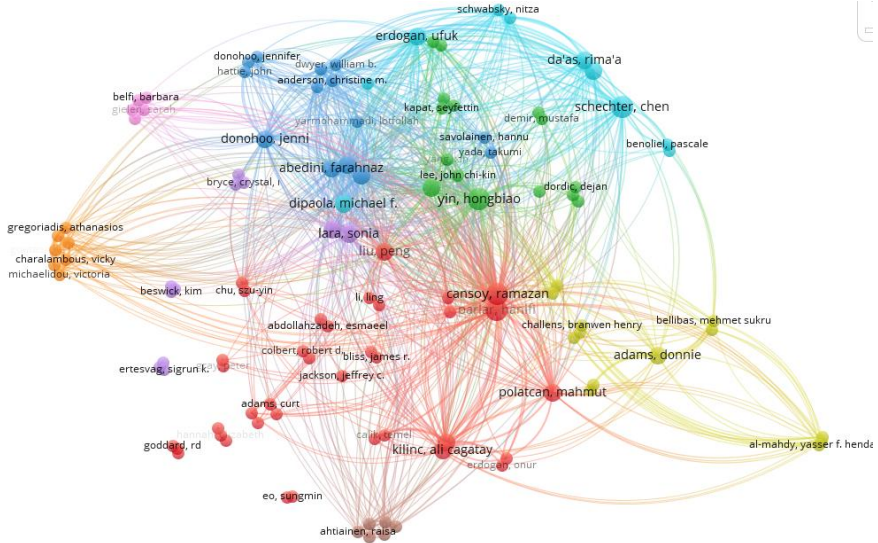 schwabsky, nitza
erdogan, ufuk
donohoo, jennifer
dwyer, william b.
da'as, rima'a
hattie, john
anderson, christine m.
belfi, barbara
kapat, seyfettin
schechter, chen
demir, mustafa
yarmohammadi, lotfollah
donohoo, jenni
savolainen, hannu
benoliel, pascale
yada, takumi
abedini, farahnaz
lee, john chi-kin
bryce, crystal, i
dordic, dejan
yin, hongbiao
dipaola, michael f.
gregoriadis, athanasios
lara, sonia
liu, peng
charalambous, vicky
michaelidou, victoria
beswick, kim
chu, szu-yin
li, ling
cansoy, ramazan
abdollahzadeh, esmaeel
challens, branwen henry
bellibas, mehmet sukru
colbert, robert d.
bliss, james r.
adams, donnie
ertesvag, sigrun k.
jackson, jeffrey c.
polatcan, mahmut
adams, curt
goddard, rd
calik, temel
kilinc, ali cagatay
al-mahdy, yasser f. henda
erdogan, onur
eo, sungmin
ahtiainen, raisa